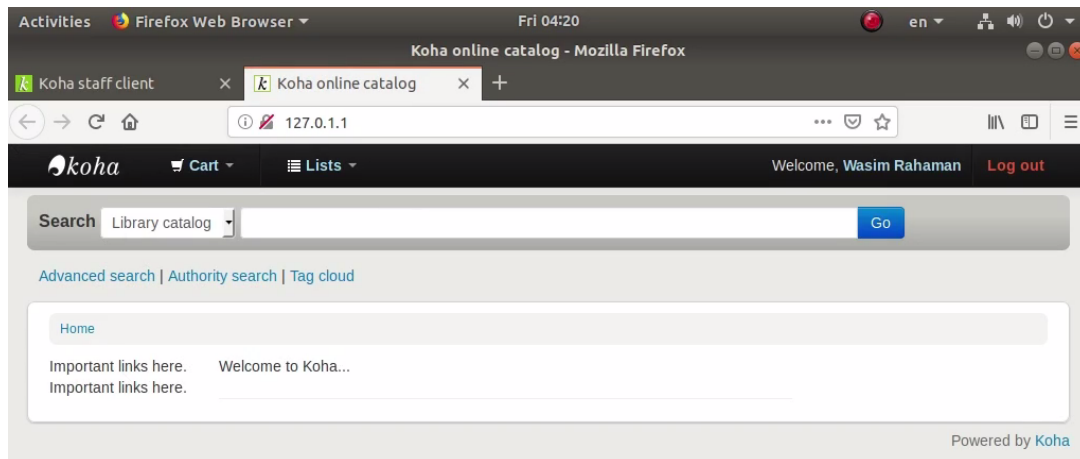 Activities Firefox Web Browser Fri 04:20 en
Koha online catalog - Mozilla Firefox
Koha staff client Koha online catalog
127.0.1.1
koha Cart Lists Welcome, Wasim Rahaman Log out
Search Library catalog Go
Advanced search | Authority search | Tag cloud
Home
Important links here. Welcome to Koha...
Important links here.
Powered by Koha